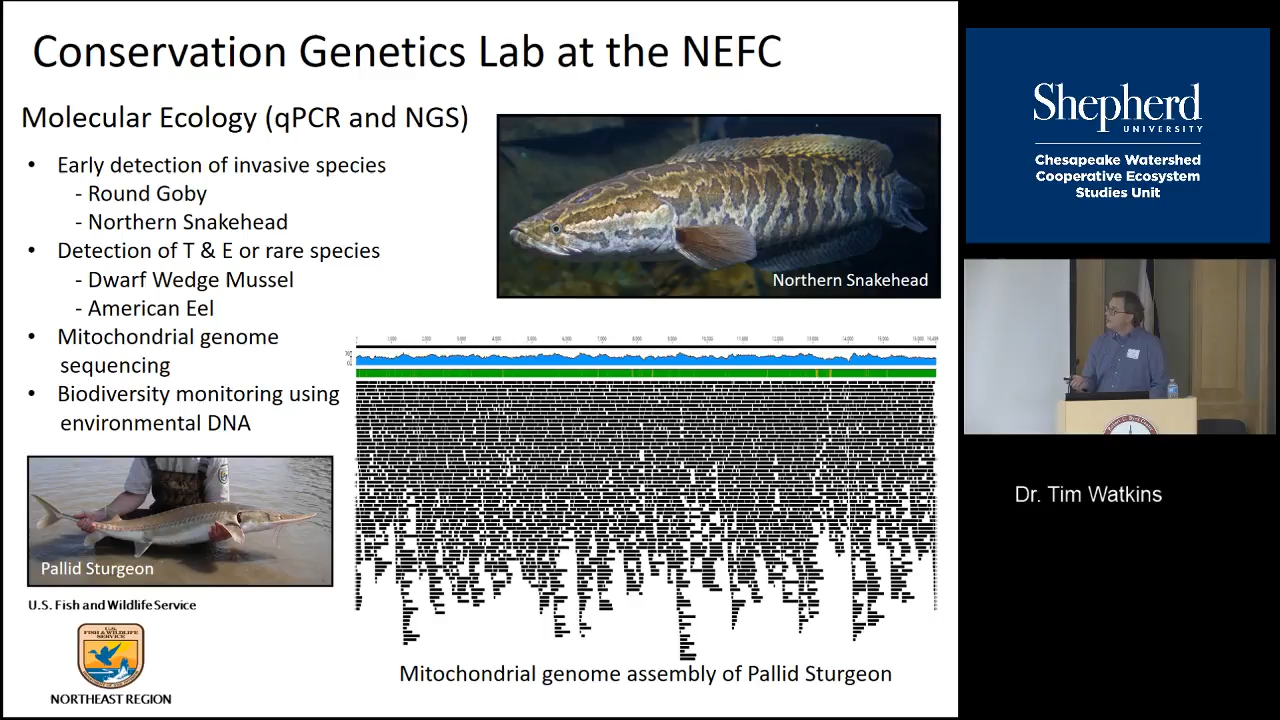 Conservation Genetics Lab at the NEFC
Molecular Ecology (qPCR and NGS)
• Early detection of invasive species
- Round Goby
- Northern Snakehead
• Detection of T & E or rare species
- Dwarf Wedge Mussel
- American Eel
• Mitochondrial genome
sequencing
• Biodiversity monitoring using
environmental DNA
Northern Snakehead
Pallid Sturgeon
Mitochondrial genome assembly of Pallid Sturgeon
U.S. Fish and Wildlife Service
U.S.
FISH & WILDLIFE
SERVICE
NORTHEAST REGION
Shepherd
UNIVERSITY
Chesapeake Watershed
Cooperative Ecosystem
Studies Unit
Dr. Tim Watkins